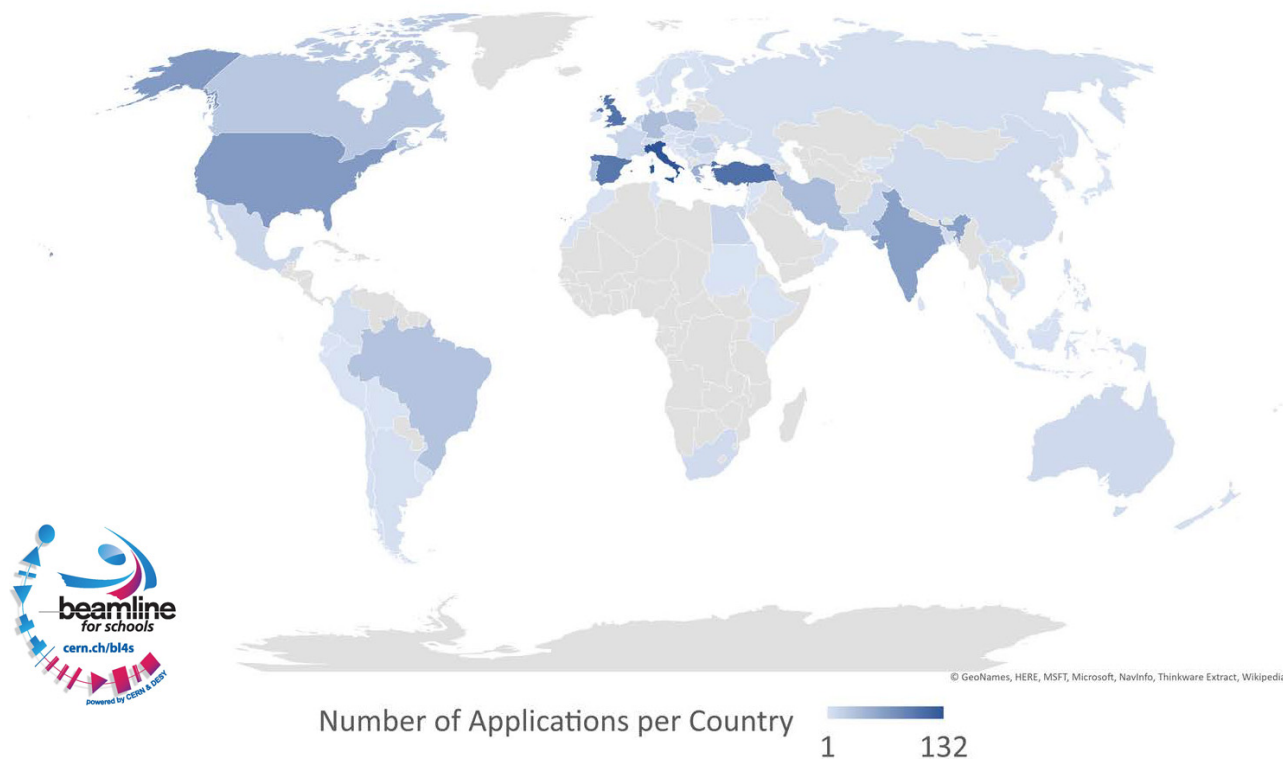 beamline
for schools
cern.ch/bl4s
powered by CERN & DESY
© GeoNames, HERE, MSFT, Microsoft, NavInfo, Thinkware Extract, Wikipedia
Number of Applications per Country
1 132